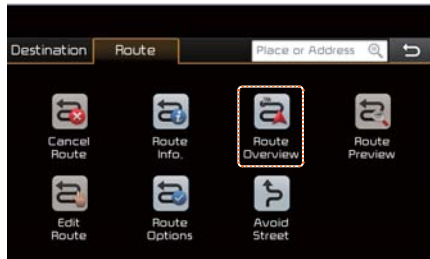 Destination Route Place or Address
Cancel Route Route Route
Route Info. Overview Preview
Edit Route Avoid
Route Options Street